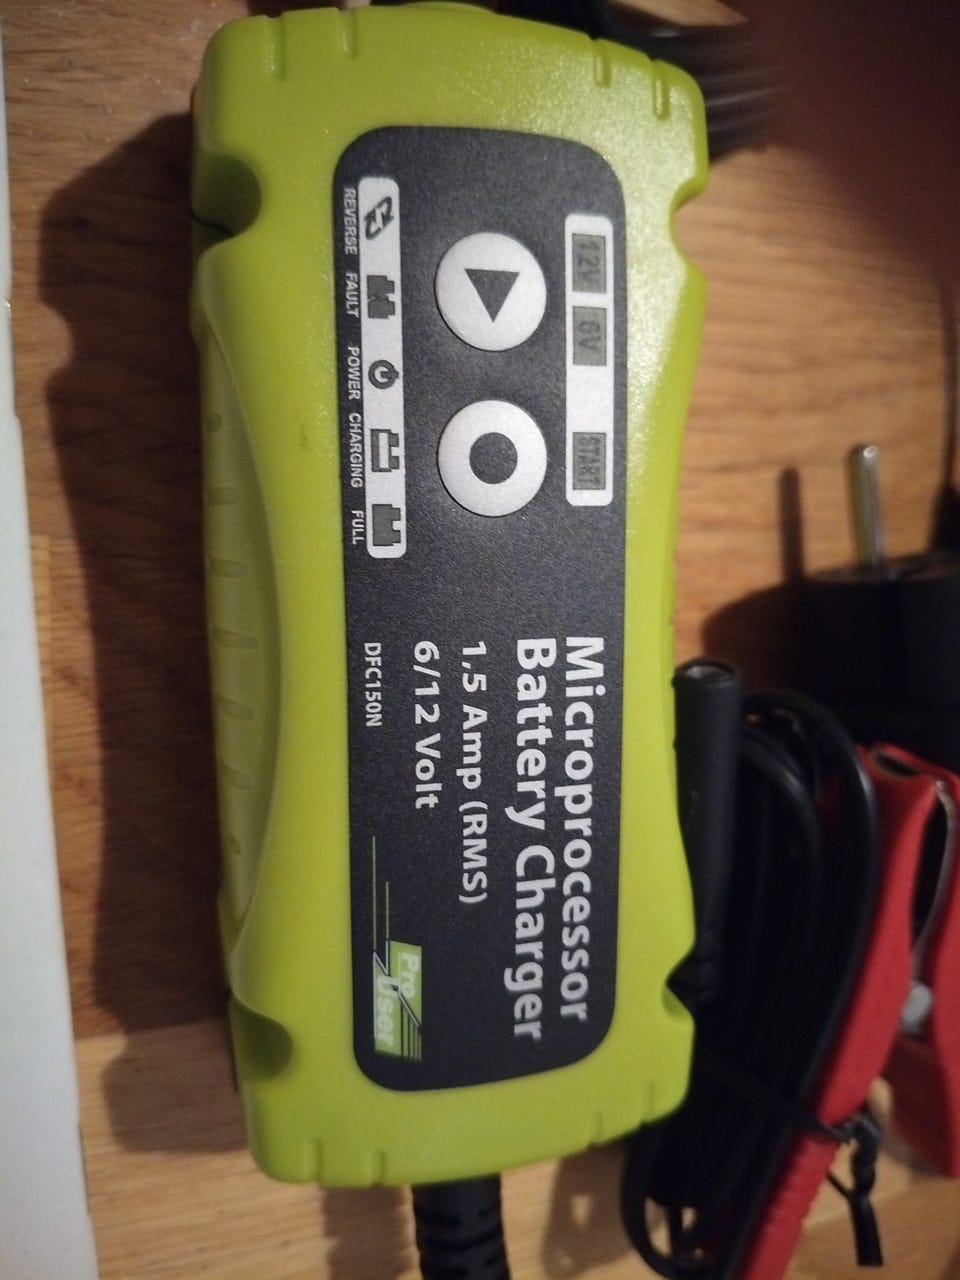 12V 6V START
REVERSE FAULT POWER CHARGING FULL
Microprocessor
Battery Charger
1,5 Amp (RMS)
6/12 Volt
DFC150N
Pro
User